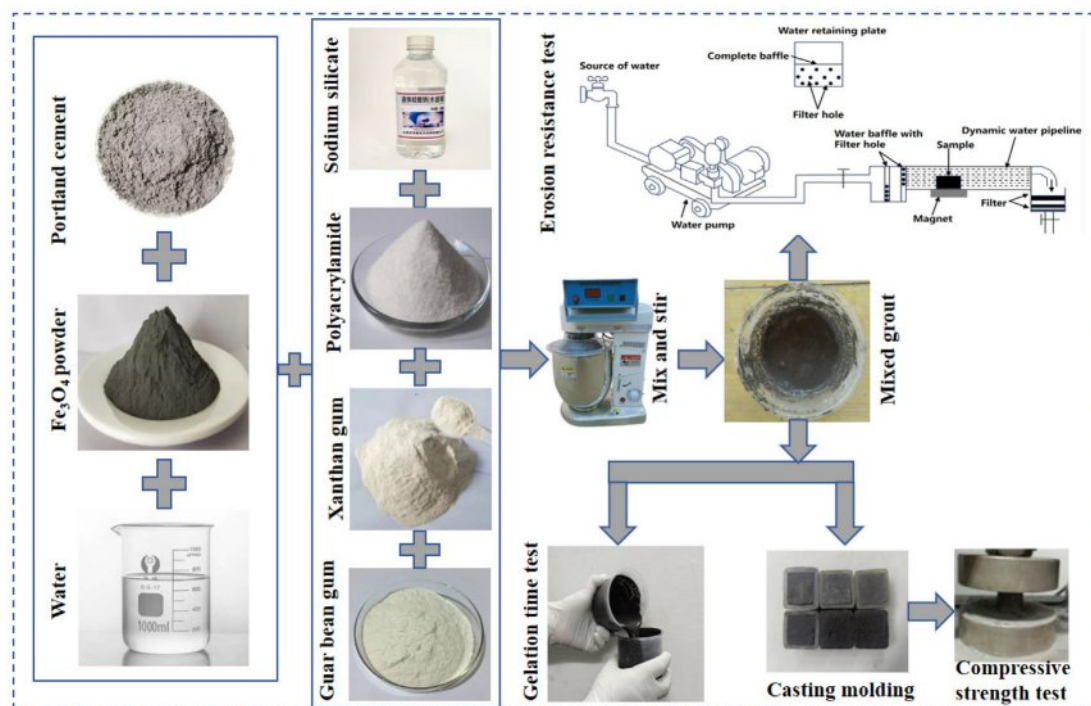 Portland cement
Fe₃O₄ powder
Water
1000ml
Sodium silicate
Polyacrylamide
Xanthan gum
Guar bean gum
Erosion resistance test
Water retaining plate
Complete baffle
Filter hole
Source of water
Water baffle with
Filter hole
Dynamic water pipeline
Sample
Magnet
Filter
Water pump
Mix and stir
Mixed grout
Gelation time test
Casting molding
Compressive
strength test